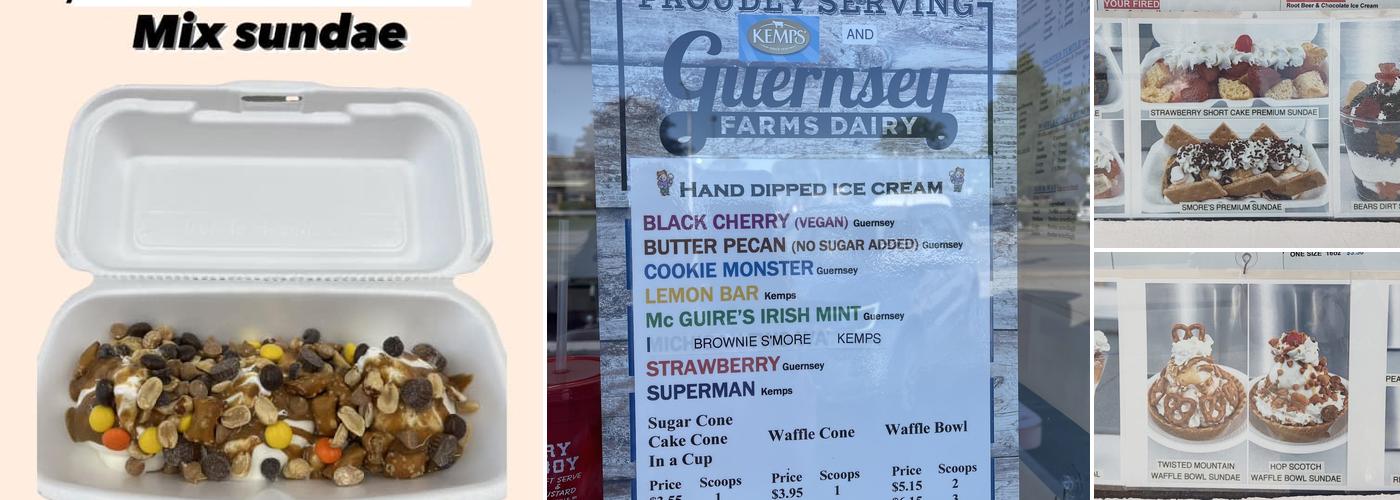 Mix sundae
PROUDLY SERVING
KEMPS AND
Guernsey
FARMS DAIRY
HAND DIPPED ICE CREAM
BLACK CHERRY (VEGAN) Guernsey
BUTTER PECAN (NO SUGAR ADDED) Guernsey
COOKIE MONSTER Guernsey
LEMON BAR Kemps
Mc GUIRE'S IRISH MINT Guernsey
BROWNIE S'MORE KEMPS
STRAWBERRY Guernsey
SUPERMAN Kemps
Sugar Cone
Cake Cone
In a Cup
Waffle Cone
Waffle Bowl
Price Scoops
Price Scoops
$3.95 1
Price Scoops
$5.15 2
YOUR FIRED
Root Beer & Chocolate Ice Cream
STRAWBERRY SHORT CAKE PREMIUM SUNDAE
SMORE'S PREMIUM SUNDAE
BEARS DIRT
ONE SIZE 16oz
TWISTED MOUNTAIN
WAFFLE BOWL SUNDAE
HOP SCOTCH
WAFFLE BOWL SUNDAE